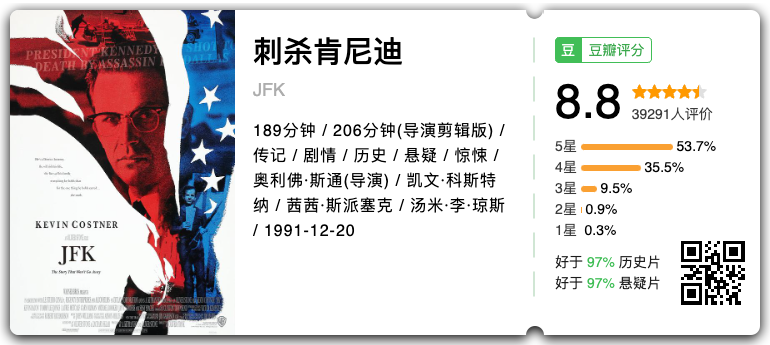 PRESIDENT KENNEDY SHOT D
DEATH BY ASSASSIN
KEVIN COSTNER
JFK
The Story That Won't Go Away
刺杀肯尼迪
JFK
189分钟 / 206分钟(导演剪辑版) /
传记 / 剧情 / 历史 / 悬疑 / 惊悚 /
奥利佛·斯通(导演) / 凯文·科斯特
纳 / 茜茜·斯派塞克 / 汤米·李·琼斯
/ 1991-12-20
豆 豆瓣评分
8.8
39291人评价
5星 53.7%
4星 35.5%
3星 9.5%
2星 0.9%
1星 0.3%
好于 97% 历史片
好于 97% 悬疑片